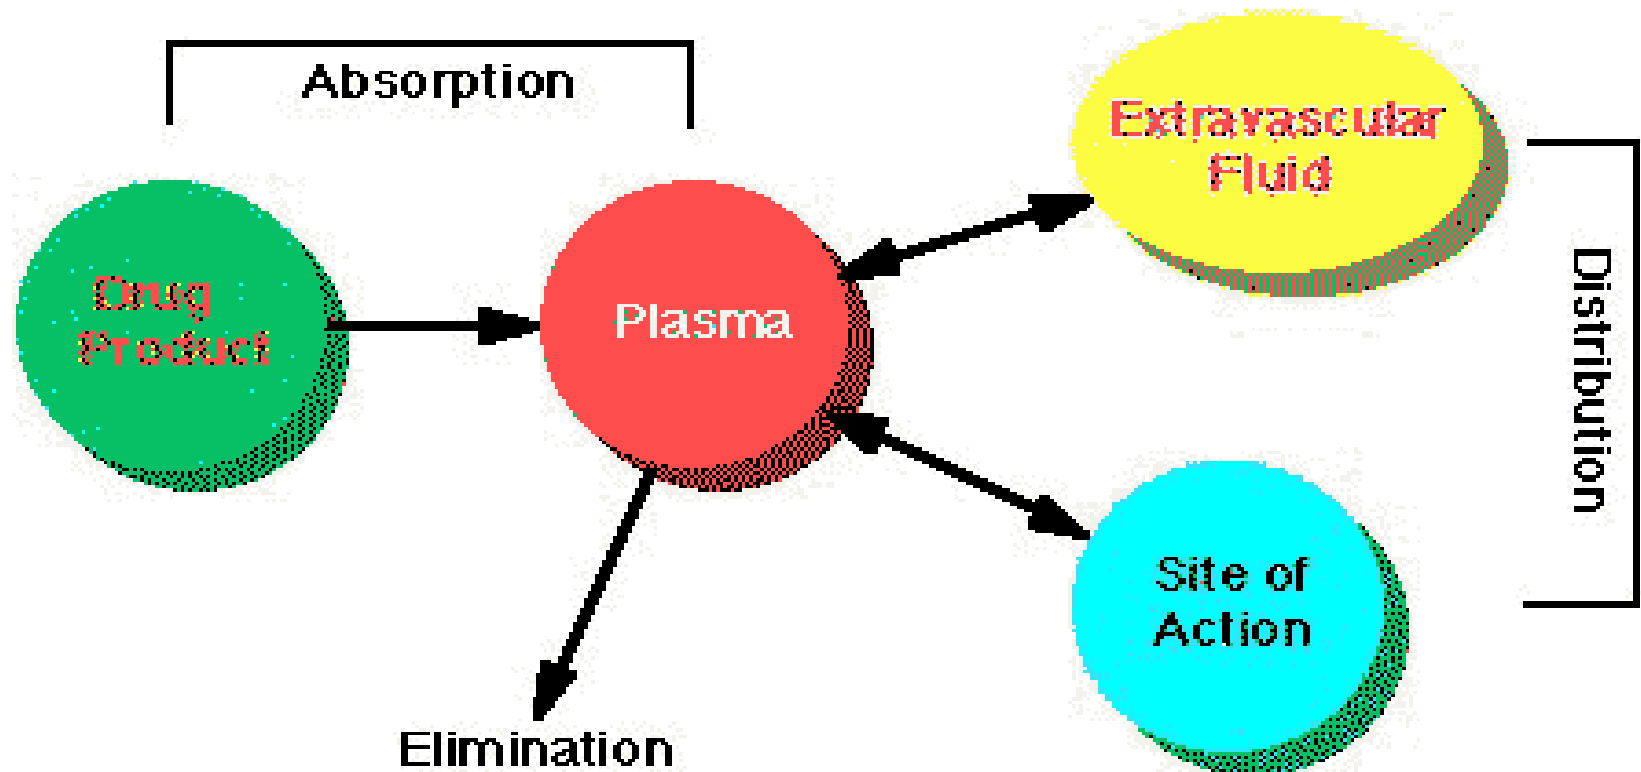 Absorption
Extravascular
Fluid
Drug
Product
Plasma
Distribution
Site of
Action
Elimination